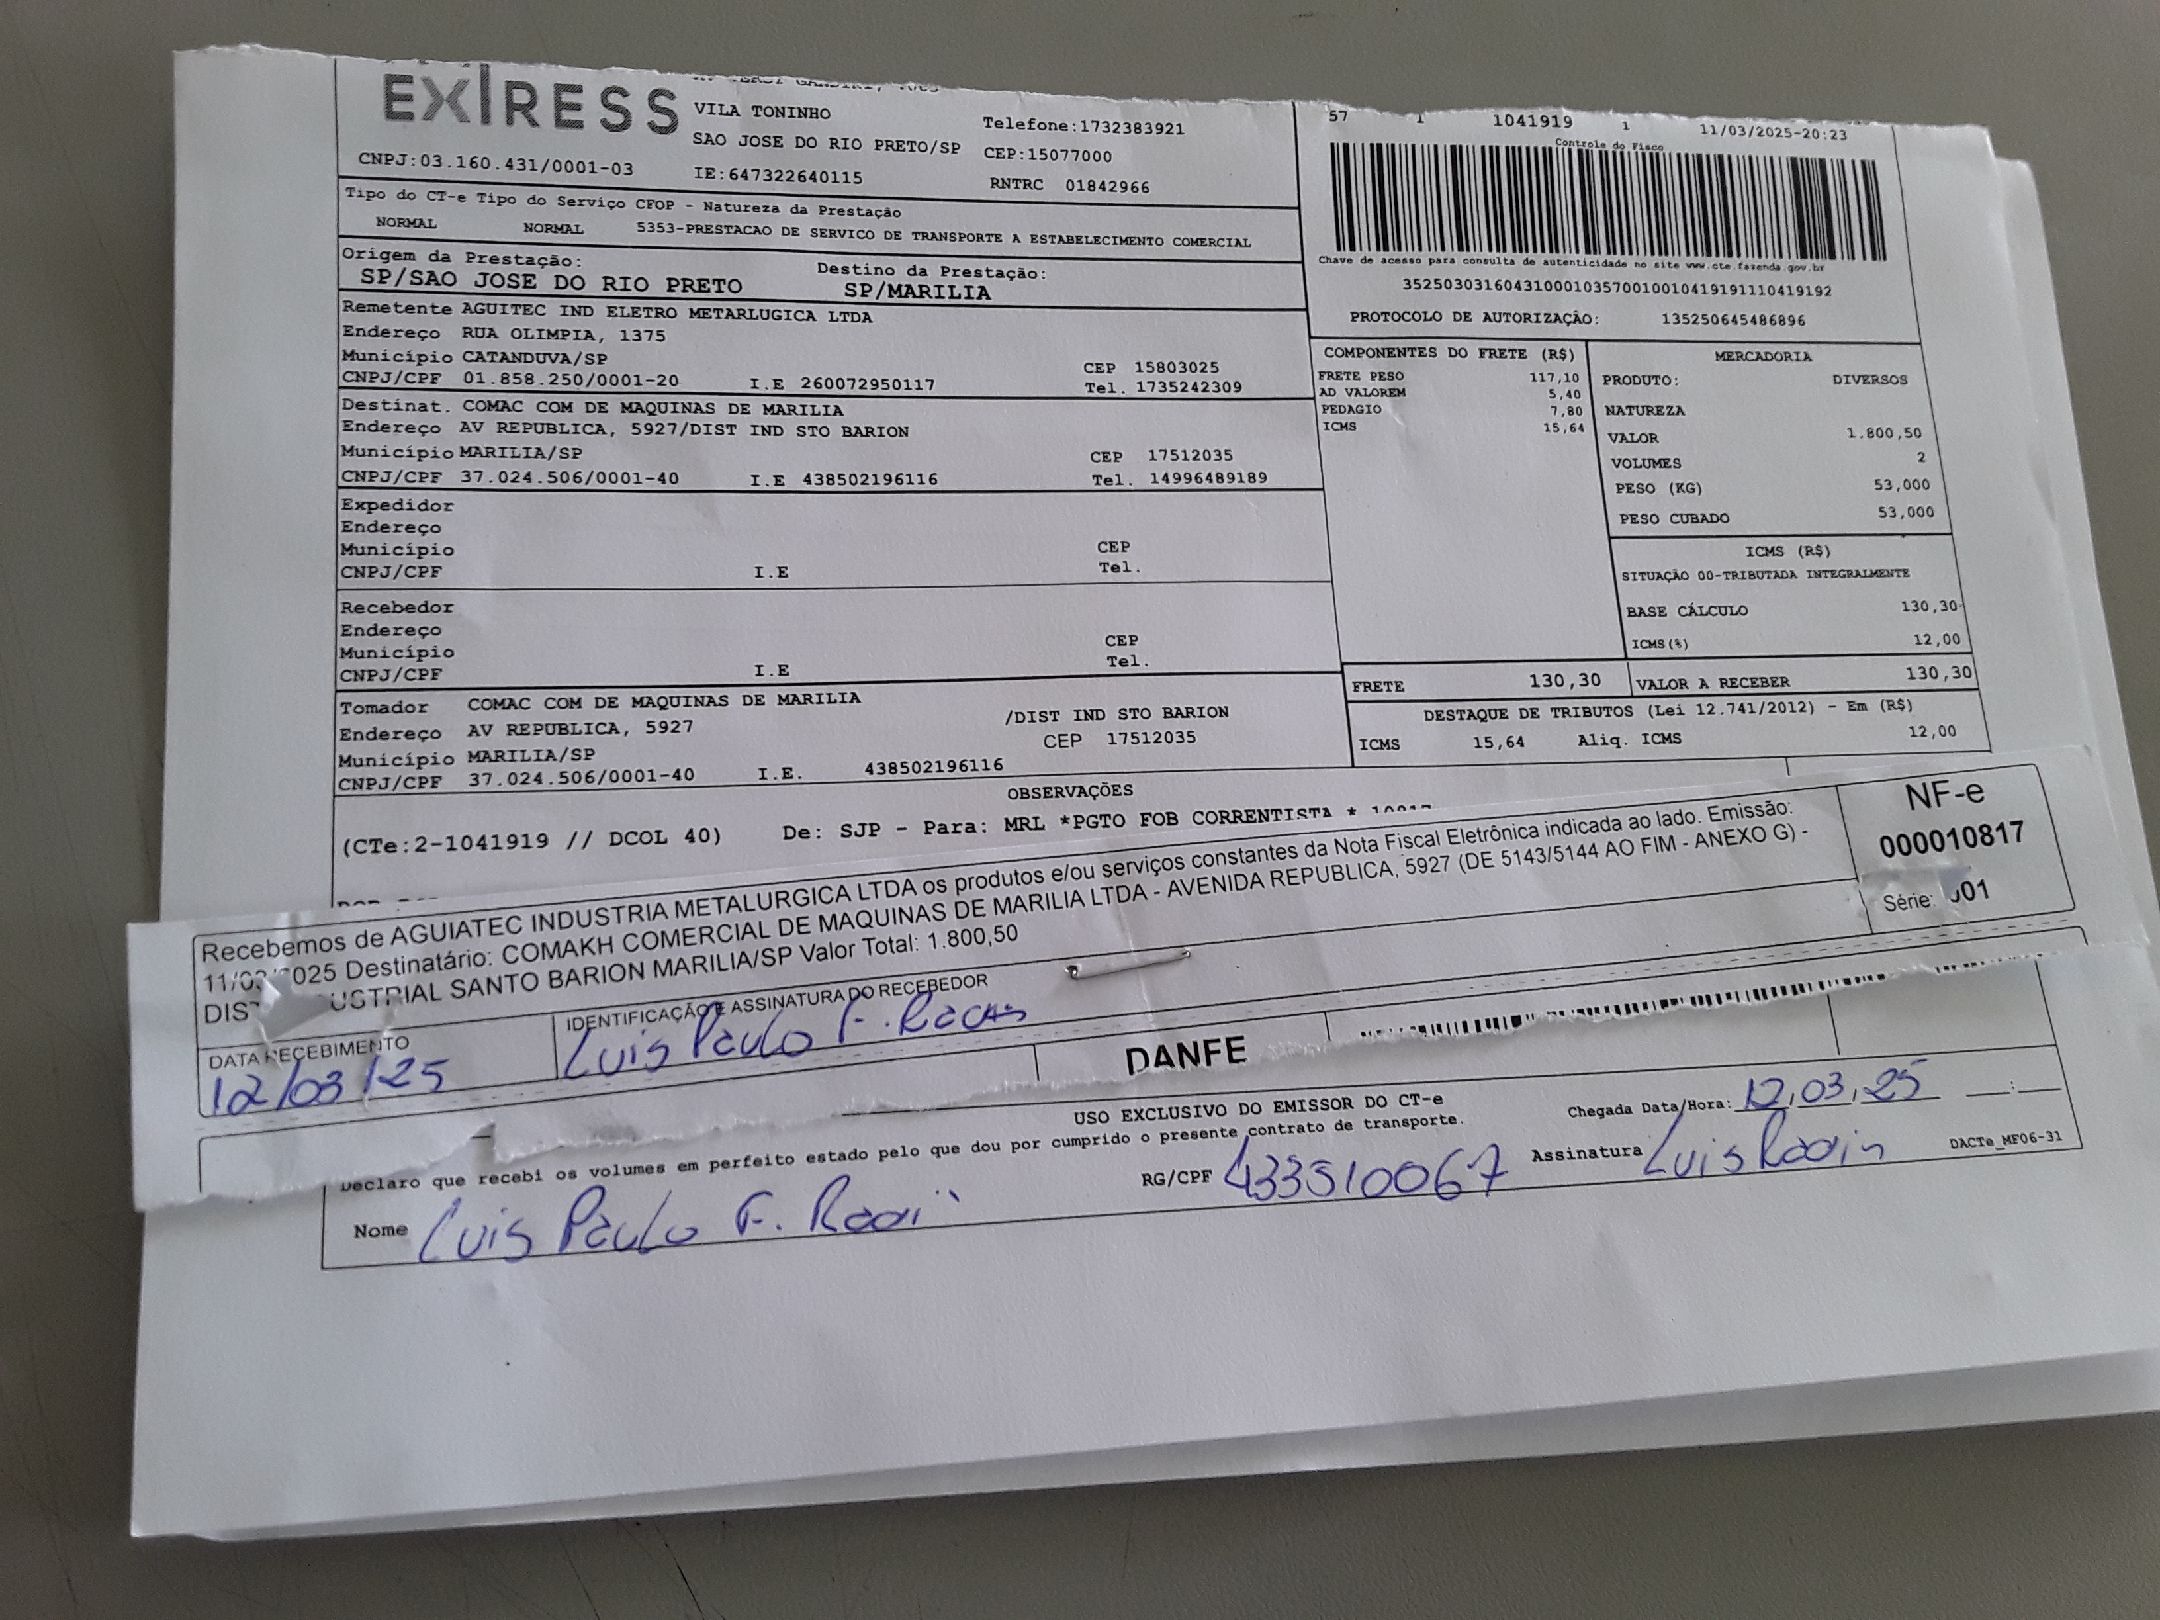 EXPRESS
VILA TONINHO
SAO JOSE DO RIO PRETO/SP
Telefone:1732383921
CEP:15077000
CNPJ:03.160.431/0001-03
IE:647322640115
RNTRC 01842966
57 1 1041919 1 11/03/2025-20:23
Controle do Fisco
Tipo do CT-e Tipo do Serviço CFOP - Natureza da Prestação
NORMAL NORMAL 5353-PRESTACAO DE SERVICO DE TRANSPORTE A ESTABELECIMENTO COMERCIAL
Origem da Prestação: Destino da Prestação:
SP/SAO JOSE DO RIO PRETO SP/MARILIA
Chave de acesso para consulta de autenticidade no site www.cte.fazenda.gov.br
35250303160431000103570010010419191110419192
PROTOCOLO DE AUTORIZAÇÃO: 135250645486896
Remetente AGUITEC IND ELETRO METARLUGICA LTDA
Endereço RUA OLIMPIA, 1375
Município CATANDUVA/SP CEP 15803025
CNPJ/CPF 01.858.250/0001-20 I.E 260072950117 Tel. 1735242309
Destinat. COMAC COM DE MAQUINAS DE MARILIA
Endereço AV REPUBLICA, 5927/DIST IND STO BARION
Município MARILIA/SP CEP 17512035
CNPJ/CPF 37.024.506/0001-40 I.E 438502196116 Tel. 14996489189
Expedidor
Endereço
Município CEP
CNPJ/CPF I.E Tel.
Recebedor
Endereço
Município CEP
CNPJ/CPF I.E Tel.
Tomador COMAC COM DE MAQUINAS DE MARILIA
Endereço AV REPUBLICA, 5927 /DIST IND STO BARION
Município MARILIA/SP CEP 17512035
CNPJ/CPF 37.024.506/0001-40 I.E. 438502196116
COMPONENTES DO FRETE (R$)
FRETE PESO 117,10
AD VALOREM 5,40
PEDAGIO 7,80
ICMS 15,64
MERCADORIA
PRODUTO: DIVERSOS
NATUREZA
VALOR 1.800,50
VOLUMES 2
PESO (KG) 53,000
PESO CUBADO 53,000
ICMS (R$)
SITUAÇÃO 00-TRIBUTADA INTEGRALMENTE
BASE CÁLCULO 130,30
ICMS(%) 12,00
FRETE 130,30 VALOR A RECEBER 130,30
DESTAQUE DE TRIBUTOS (Lei 12.741/2012) - Em (R$)
ICMS 15,64 Aliq. ICMS 12,00
OBSERVAÇÕES
(CTe:2-1041919 // DCOL 40) De: SJP - Para: MRL *PGTO FOB CORRENTISTA *
Recebemos de AGUIATEC INDUSTRIA METALURGICA LTDA os produtos e/ou serviços constantes da Nota Fiscal Eletrônica indicada ao lado. Emissão:
11/03/2025 Destinatário: COMAKH COMERCIAL DE MAQUINAS DE MARILIA LTDA - AVENIDA REPUBLICA, 5927 (DE 5143/5144 AO FIM - ANEXO G) -
DISTRITO INDUSTRIAL SANTO BARION MARILIA/SP Valor Total: 1.800,50
NF-e
000010817
Série: 001
DATA RECEBIMENTO
12/03/25
IDENTIFICAÇÃO E ASSINATURA DO RECEBEDOR
Luis Paulo F.
DANFE
USO EXCLUSIVO DO EMISSOR DO CT-e
Declaro que recebi os volumes em perfeito estado pelo que dou por cumprido o presente contrato de transporte.
Chegada Data/Hora: 12,03,25 :
Nome Luis Paulo F.
RG/CPF 433510067
Assinatura Luis
DACTe_MF06-31